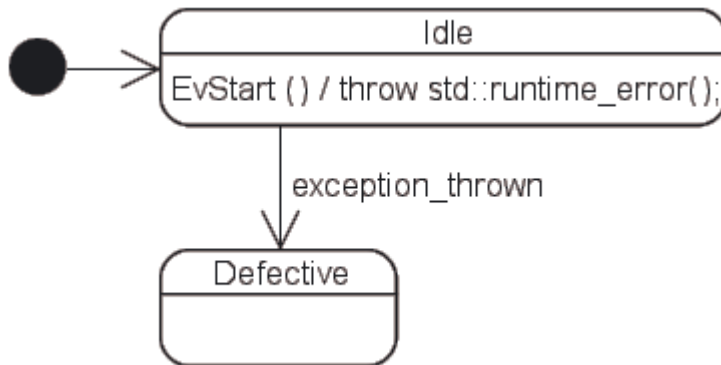 Idle
EvStart () / throw std::runtime_error();
exception_thrown
Defective